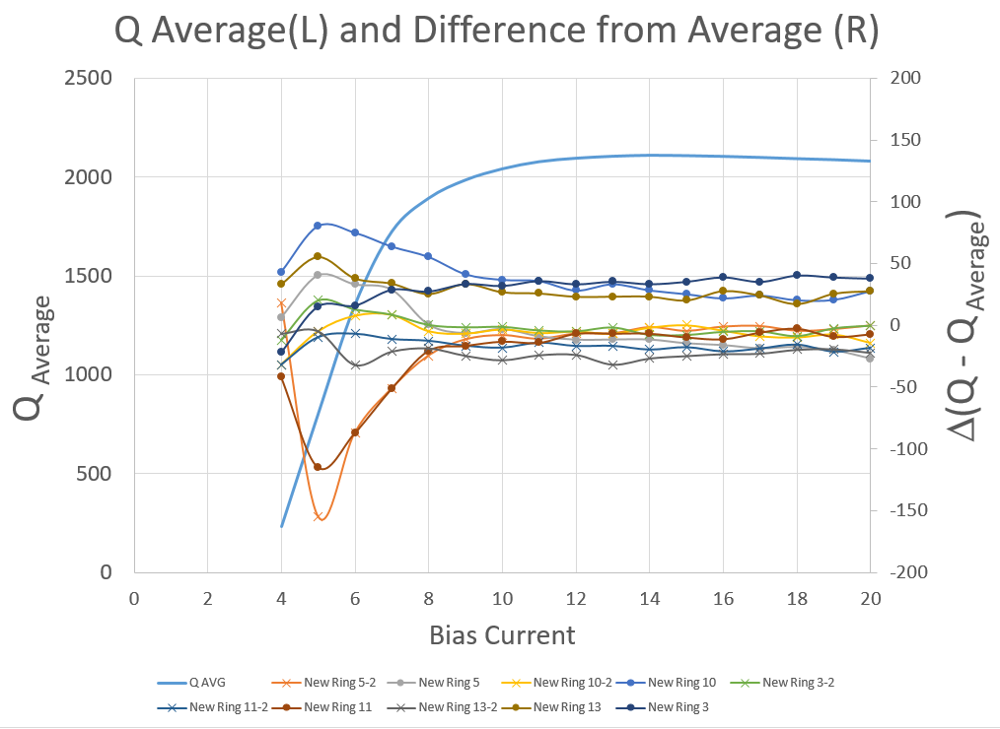 Q Average(L) and Difference from Average (R)
2500
2000
1500
1000
500
0
Q Average
200
150
100
50
0
-50
-100
-150
-200
Δ(Q - Q Average)
0 2 4 6 8 10 12 14 16 18 20
Bias Current
Q AVG New Ring 5-2 New Ring 5 New Ring 10-2 New Ring 10 New Ring 3-2
New Ring 11-2 New Ring 11 New Ring 13-2 New Ring 13 New Ring 3